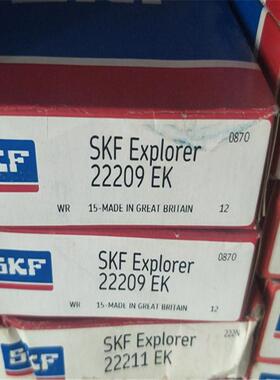 0870
SKF Explorer
22209 EK
WR 15-MADE IN GREAT BRITAIN 12
SKF
0870
SKF Explorer
22209 EK
WR 15-MADE IN GREAT BRITAIN 12
SKF
SKF Explorer
22211 EK